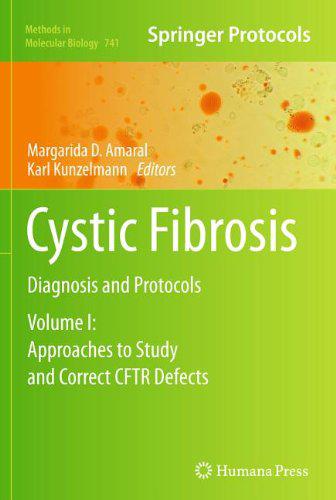 Methods in
Molecular Biology 741
Springer Protocols
Margarida D. Amaral
Karl Kunzelmann Editors
Cystic Fibrosis
Diagnosis and Protocols
Volume I:
Approaches to Study
and Correct CFTR Defects
Humana Press